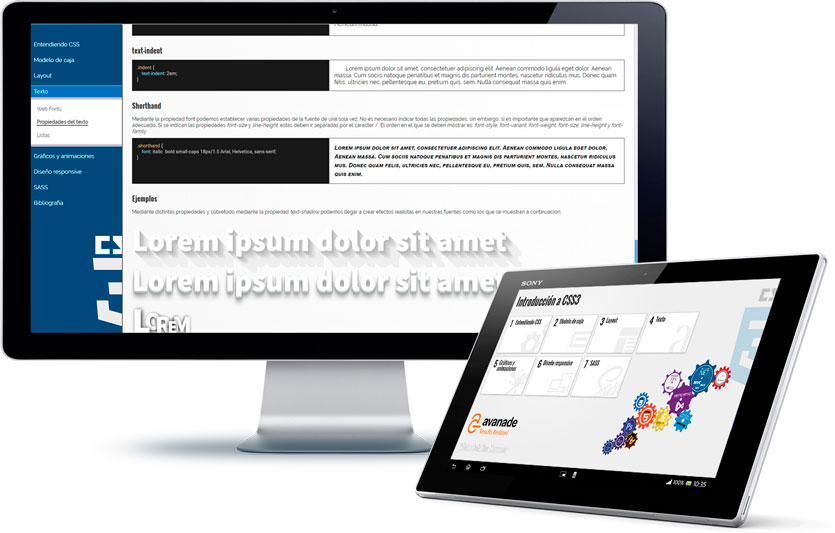 Aenean massa.
Entendiendo CSS
Modelo de caja
Layout
Texto
Web Fonts
Propiedades del texto
Listas
Gráficos y animaciones
Diseño responsive
SASS
Bibliografía
text-indent
.indent {
text-indent: 2em;
}
Lorem ipsum dolor sit amet, consectetuer adipiscing elit. Aenean commodo ligula eget dolor. Aenean
massa. Cum sociis natoque penatibus et magnis dis parturient montes, nascetur ridiculus mus. Donec quam
felis, ultricies nec, pellentesque eu, pretium quis, sem. Nulla consequat massa quis enim.
Shorthand
Mediante la propiedad font podemos establecer varias propiedades de la fuente de una sola vez. No es necesario indicar todas las propiedades, sin embargo, si es importante que aparezcan en el orden
adecuado. Si se indican las propiedades font-size y line-height estas deben ir separadas por el caracter /. El orden en el que se deben mostrar es: font-style, font-variant, font-weight, font-size, line-height y font-
family.
.shorthand {
font: italic bold small-caps 18px/1.5 Arial, Helvetica, sans-serif;
}
Lorem ipsum dolor sit amet, consectetuer adipiscing elit. Aenean commodo ligula eget dolor.
Aenean massa. Cum sociis natoque penatibus et magnis dis parturient montes, nascetur ridiculus
mus. Donec quam felis, ultricies nec, pellentesque eu, pretium quis, sem. Nulla consequat massa
quis enim.
Ejemplos
Mediante distintas propiedades y sobretodo mediante la propiedad text-shadow podemos llegar a crear efectos realistas en nuestras fuentes como los que se muestran a continuacion.
Lorem ipsum dolor sit amet
Lorem ipsum dolor sit amet
Lorem
SONY
Introducción a CSS3
1 Entendiendo CSS
2 Modelo de caja
3 Layout
4 Texto
5 Gráficos y
animaciones
6 Diseño responsive
7 SASS
avanade
Results Realized
100%
10:35